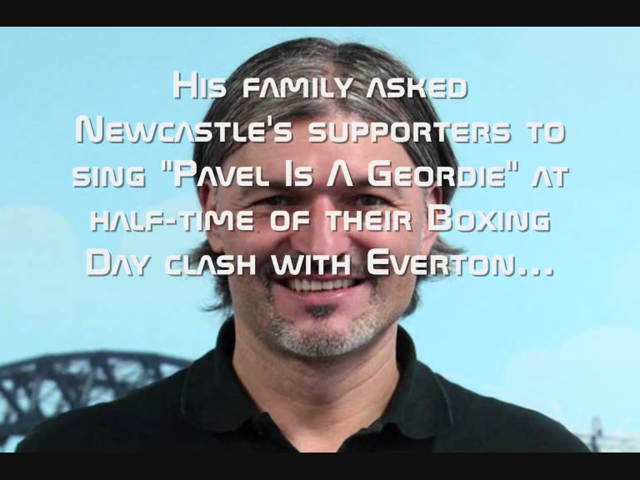 His family asked
Newcastle's supporters to
sing "Pavel Is A Geordie" at
half-time of their Boxing
Day clash with Everton...